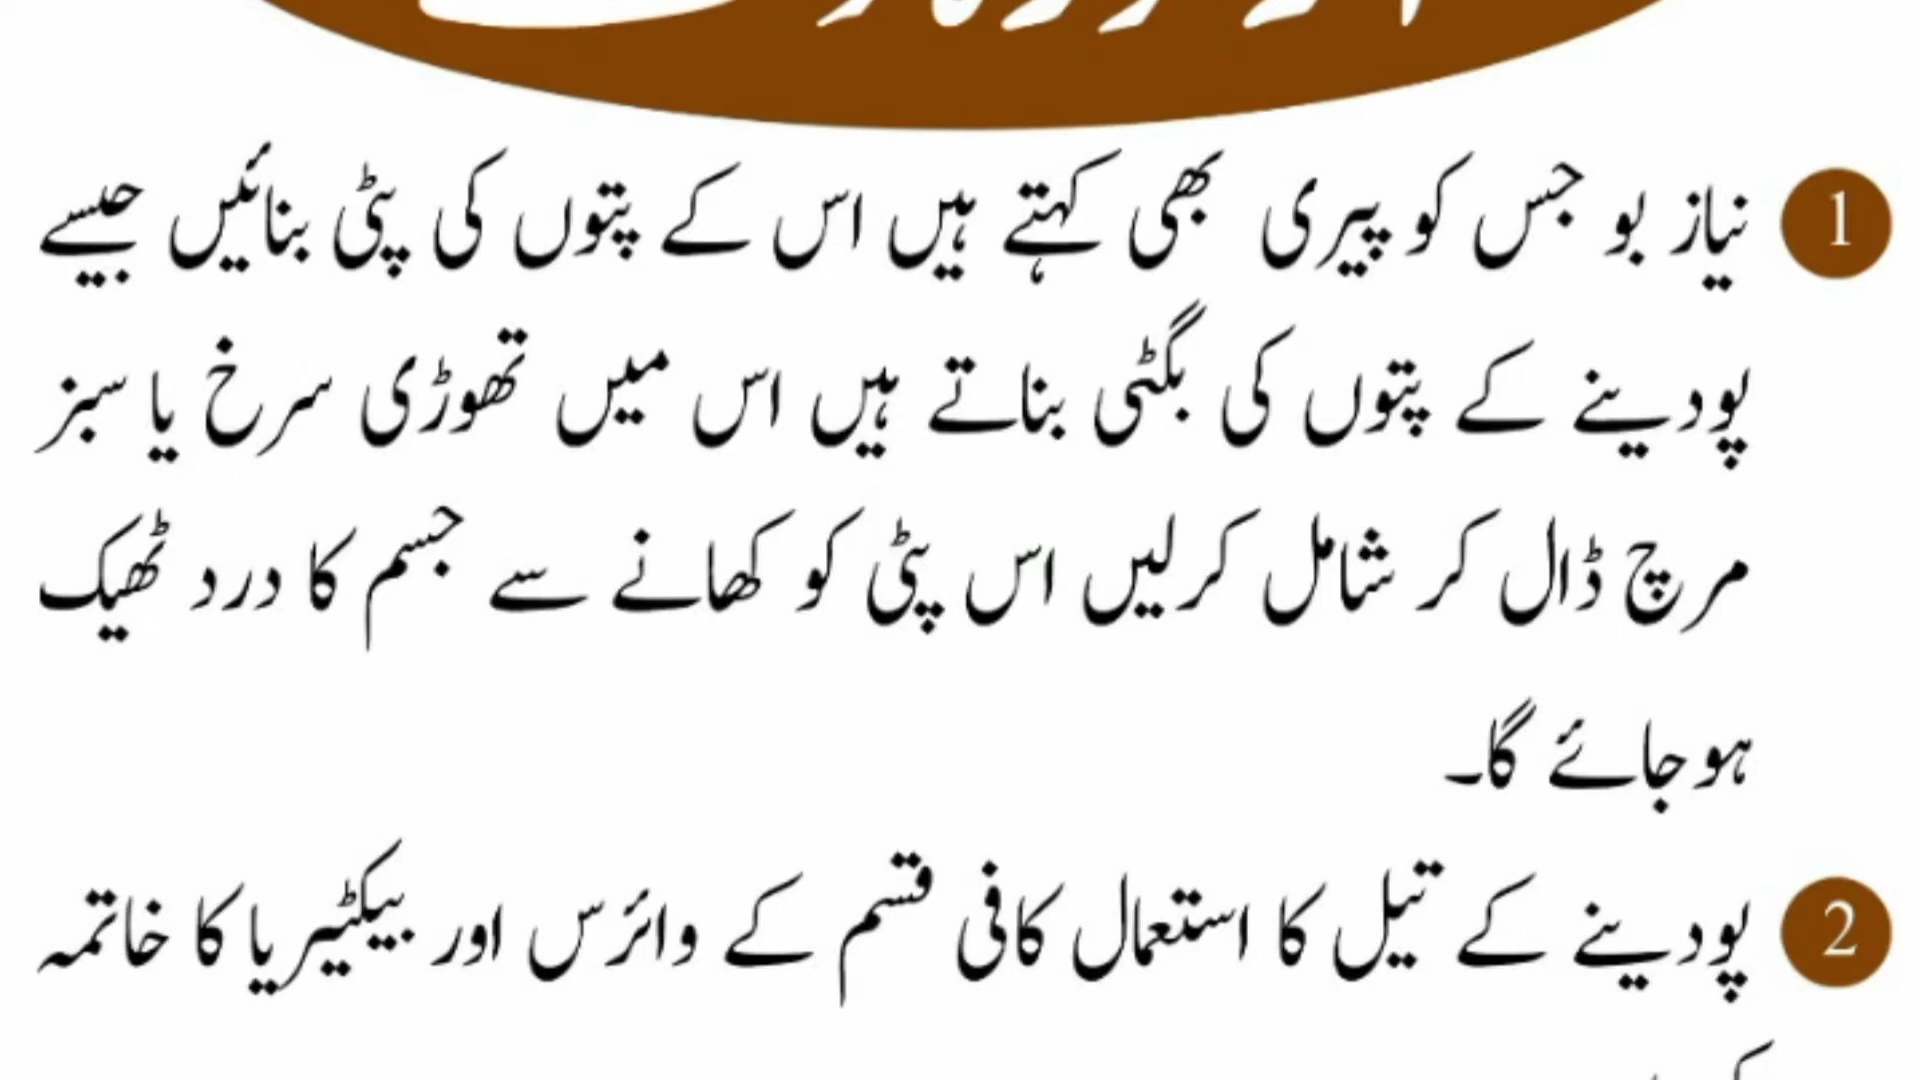 1 نیاز بو جس کو پیری بھی کہتے ہیں اس کے پتوں کی پٹی بنائیں جیسے
پودینے کے پتوں کی بگٹی بناتے ہیں اس میں تھوڑی سرخ یا سبز
مرچ ڈال کر شامل کرلیں اس پٹی کو کھانے سے جسم کا درد ٹھیک
ہو جائے گا۔
2 پودینے کے تیل کا استعمال کافی قسم کے وائرس اور بیکٹیریا کا خاتمہ